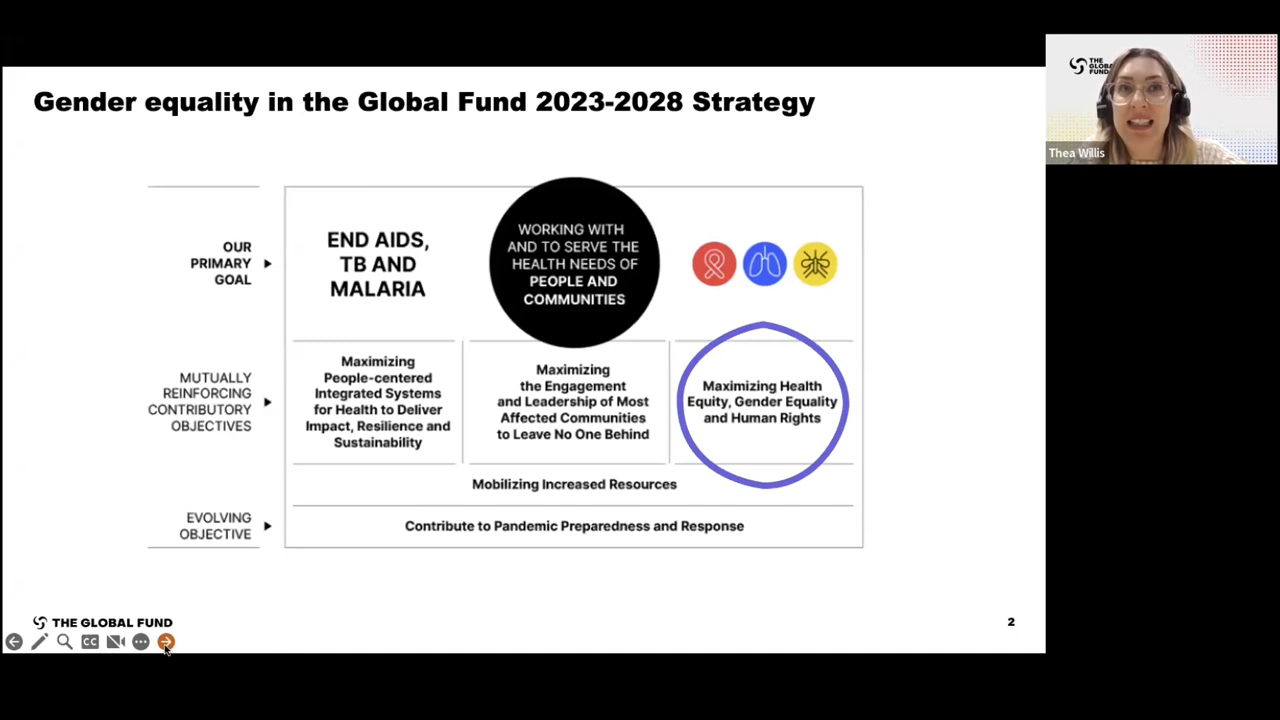 Gender equality in the Global Fund 2023-2028 Strategy
THE
GLOBAL
FUND
Thea Willis
OUR
PRIMARY
GOAL
END AIDS,
TB AND
MALARIA
WORKING WITH
AND TO SERVE THE
HEALTH NEEDS OF
PEOPLE AND
COMMUNITIES
MUTUALLY
REINFORCING
CONTRIBUTORY
OBJECTIVES
Maximizing
People-centered
Integrated Systems
for Health to Deliver
Impact, Resilience and
Sustainability
Maximizing
the Engagement
and Leadership of Most
Affected Communities
to Leave No One Behind
Maximizing Health
Equity, Gender Equality
and Human Rights
Mobilizing Increased Resources
EVOLVING
OBJECTIVE
Contribute to Pandemic Preparedness and Response
THE GLOBAL FUND
2
CC